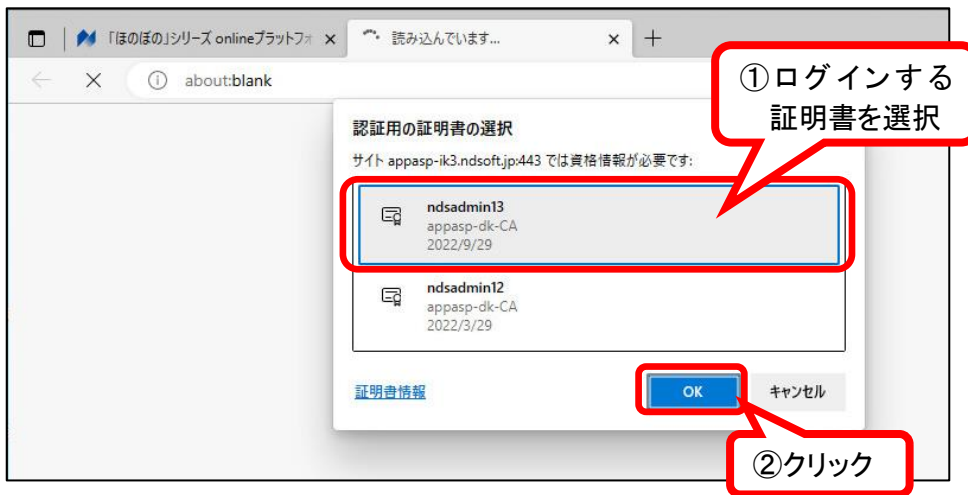 「ほのぼの」シリーズ onlineプラットフォ
読み込んでいます...
about:blank
①ログインする
証明書を選択
認証用の証明書の選択
サイト appasp-ik3.ndsoft.jp:443 では資格情報が必要です:
ndsadmin13
appasp-dk-CA
2022/9/29
ndsadmin12
appasp-dk-CA
2022/3/29
証明書情報
OK
キャンセル
②クリック